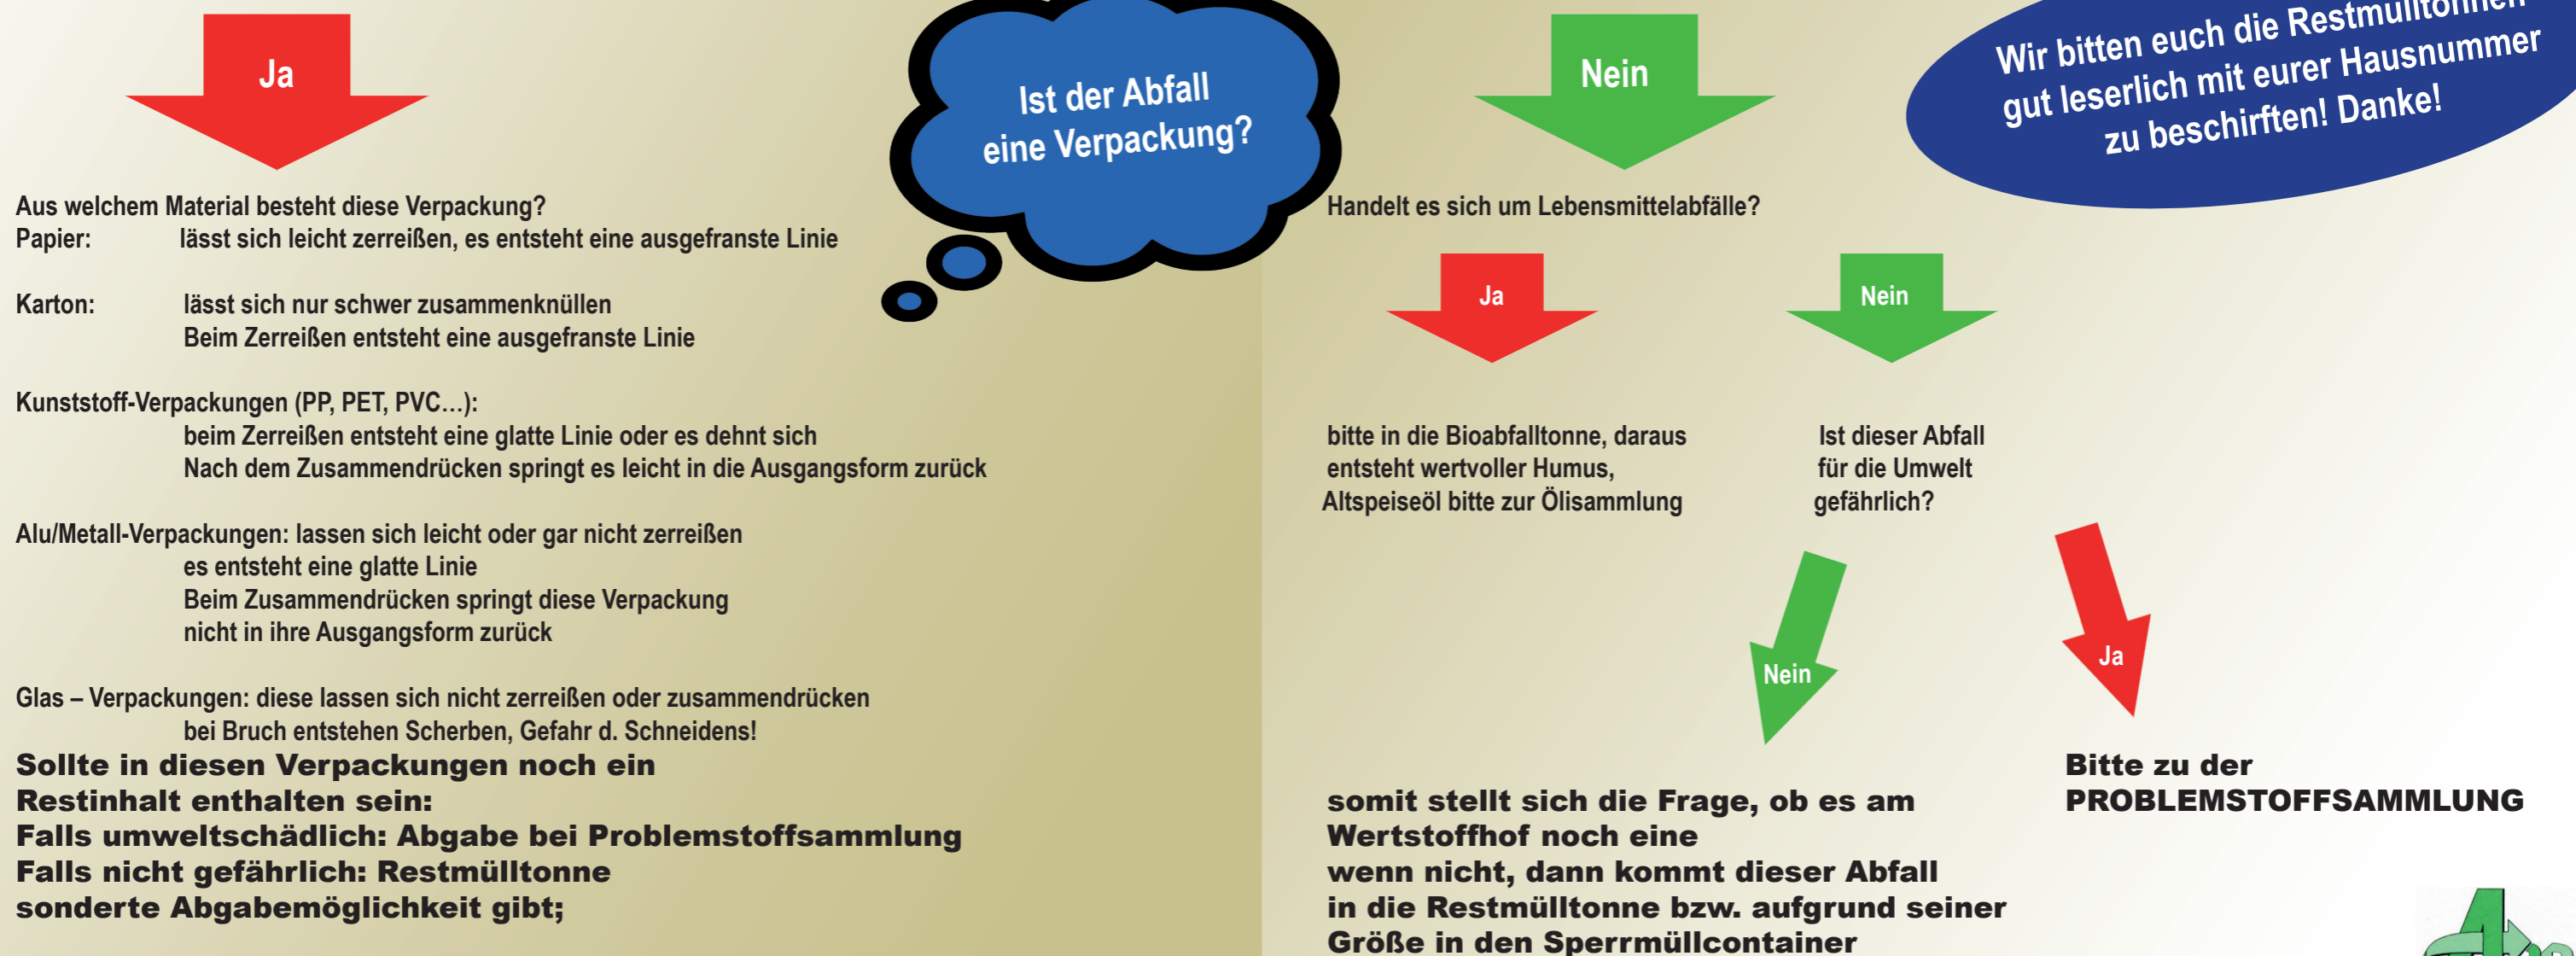 Ja
Aus welchem Material besteht diese Verpackung?
Papier: lässt sich leicht zerreißen, es entsteht eine ausgefranste Linie
Karton: lässt sich nur schwer zusammenknüllen
Beim Zerreißen entsteht eine ausgefranste Linie
Kunststoff-Verpackungen (PP, PET, PVC…):
beim Zerreißen entsteht eine glatte Linie oder es dehnt sich
Nach dem Zusammendrücken springt es leicht in die Ausgangsform zurück
Alu/Metall-Verpackungen: lassen sich leicht oder gar nicht zerreißen
es entsteht eine glatte Linie
Beim Zusammendrücken springt diese Verpackung
nicht in ihre Ausgangsform zurück
Glas – Verpackungen: diese lassen sich nicht zerreißen oder zusammendrücken
bei Bruch entstehen Scherben, Gefahr d. Schneidens!
Sollte in diesen Verpackungen noch ein
Restinhalt enthalten sein:
Falls umweltschädlich: Abgabe bei Problemstoffsammlung
Falls nicht gefährlich: Restmülltonne
sonderte Abgabemöglichkeit gibt;
Ist der Abfall
eine Verpackung?
Nein
Wir bitten euch die Restmülltonnen
gut leserlich mit eurer Hausnummer
zu beschirften! Danke!
Handelt es sich um Lebensmittelabfälle?
Ja
Nein
bitte in die Bioabfalltonne, daraus
entsteht wertvoller Humus,
Altspeiseöl bitte zur Ölisammlung
Ist dieser Abfall
für die Umwelt
gefährlich?
Nein
Ja
somit stellt sich die Frage, ob es am
Wertstoffhof noch eine
wenn nicht, dann kommt dieser Abfall
in die Restmülltonne bzw. aufgrund seiner
Größe in den Sperrmüllcontainer
Bitte zu der
PROBLEMSTOFFSAMMLUNG